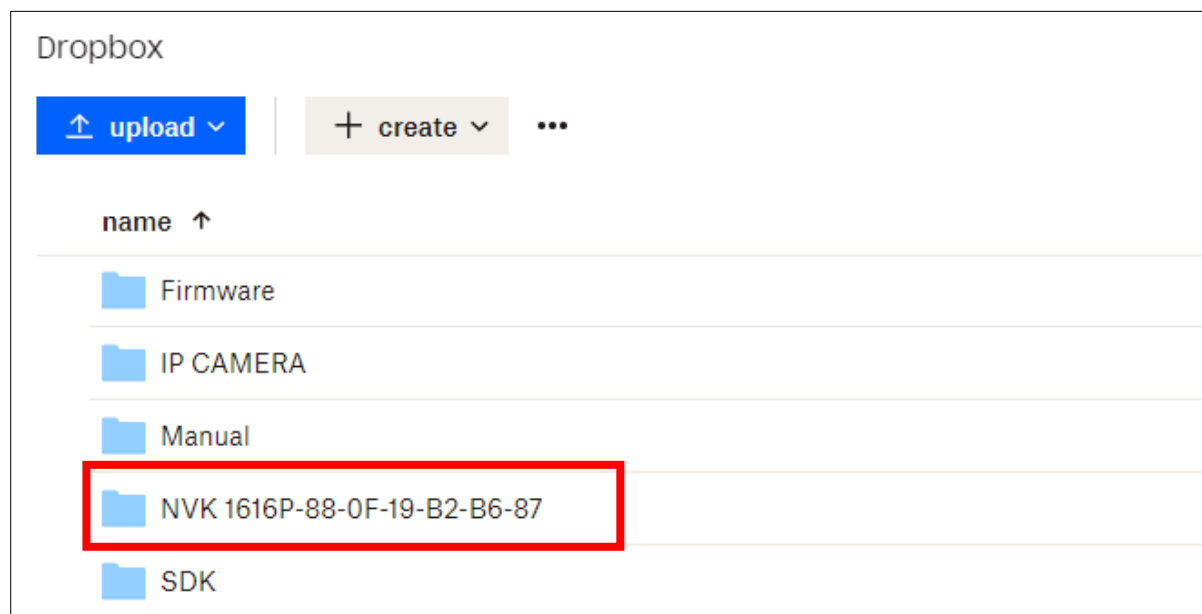 Dropbox
upload
create
name
Firmware
IP CAMERA
Manual
NVK 1616P-88-0F-19-B2-B6-87
SDK